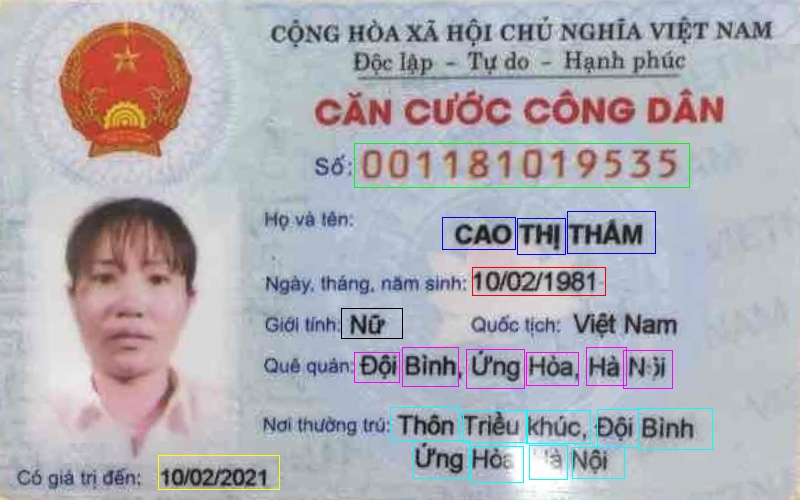 CỘNG HÒA XÃ HỘI CHỦ NGHĨA VIỆT NAM
Độc lập - Tự do - Hạnh phúc
CĂN CƯỚC CÔNG DÂN
Số: 001181019535
Họ và tên:
CAO THỊ THẮM
Ngày, tháng, năm sinh: 10/02/1981
Giới tính: Nữ Quốc tịch: Việt Nam
Quê quán: Đội Bình, Ứng Hòa, Hà Nội
Nơi thường trú: Thôn Triều khúc, Đội Bình
Ứng Hòa Hà Nội
Có giá trị đến: 10/02/2021